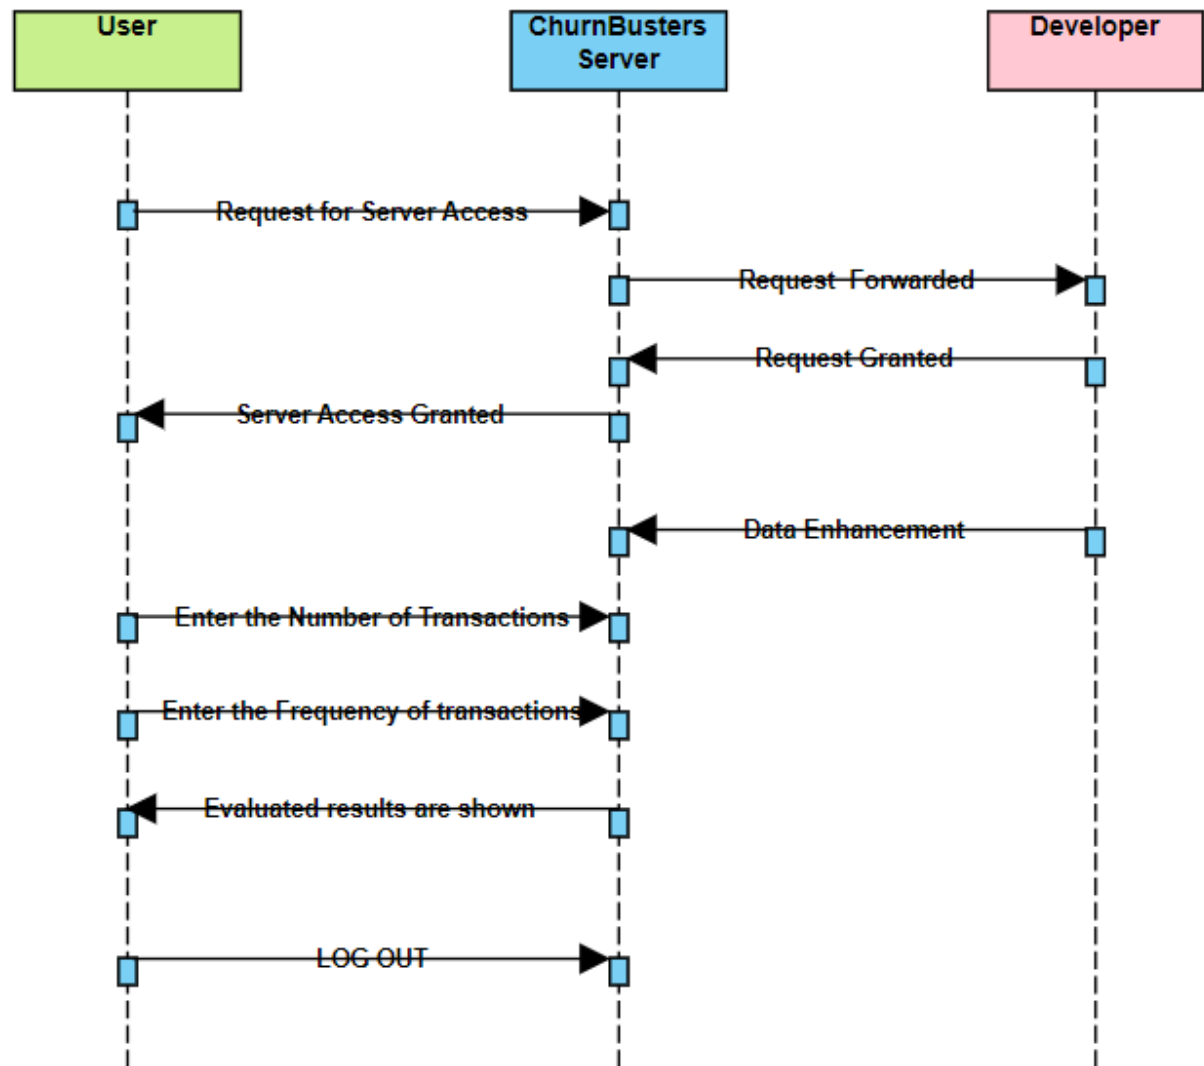 User
ChurnBusters
Server
Developer
Request for Server Access
Request Forwarded
Request Granted
Server Access Granted
Data Enhancement
Enter the Number of Transactions
Enter the Frequency of transactions
Evaluated results are shown
LOG OUT